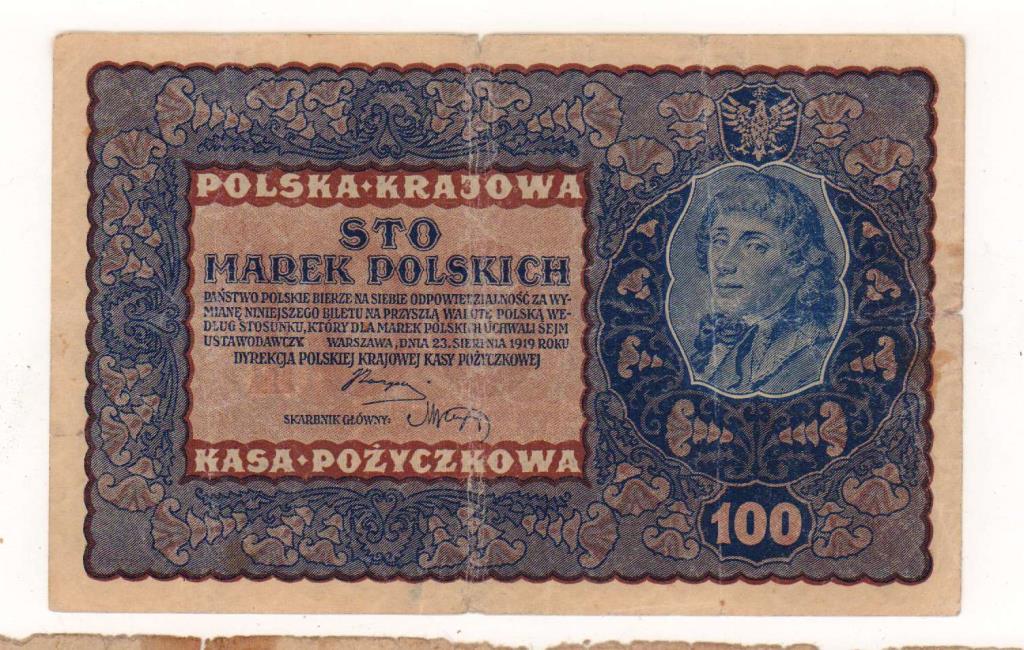 POLSKA·KRAJOWA
STO
MAREK POLSKICH
PAŃSTWO POLSKIE BIERZE NA SIEBIE ODPOWIEDZIALNOŚĆ ZA WY-
MIANĘ NINIEJSZEGO BILETU NA PRZYSZŁĄ WALUTĘ POLSKĄ WE-
DŁUG STOSUNKU, KTÓRY DLA MAREK POLSKICH UCHWALI SEJM
USTAWODAWCZY. WARSZAWA, DNIA 23. SIERPNIA 1919 ROKU
DYREKCJA POLSKIEJ KRAJOWEJ KASY POŻYCZKOWEJ
SKARBNIK GŁÓWNY:
KASA·POŻYCZKOWA
100